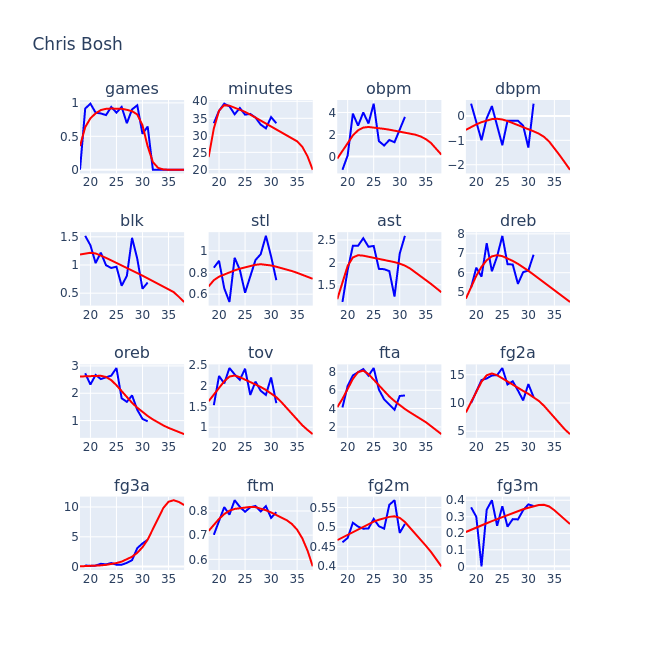 Chris Bosh
games minutes obpm dbpm
1 0.5 0 20 25 30 35
40 35 30 25 20 20 25 30 35
4 2 0 20 25 30 35
0 −1 −2 20 25 30 35
blk stl ast dreb
1.5 1 0.5 20 25 30 35
1 0.8 0.6 20 25 30 35
2.5 2 1.5 20 25 30 35
8 7 6 5 20 25 30 35
oreb tov fta fg2a
3 2 1 20 25 30 35
2.5 2 1.5 1 20 25 30 35
8 6 4 2 20 25 30 35
15 10 5 20 25 30 35
fg3a ftm fg2m fg3m
10 5 0 20 25 30 35
0.8 0.7 0.6 20 25 30 35
0.55 0.5 0.45 0.4 20 25 30 35
0.4 0.3 0.2 0.1 0 20 25 30 35